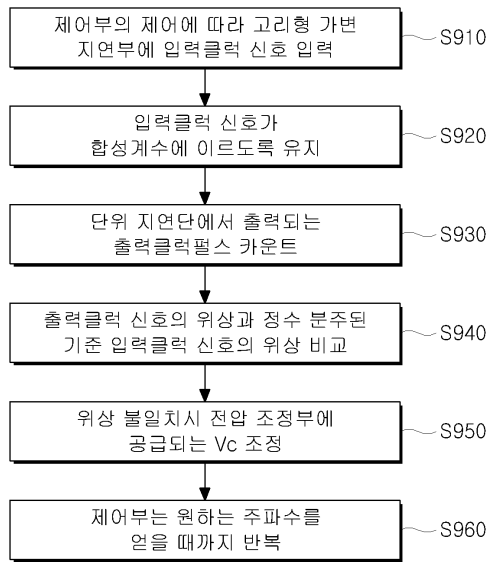 제어부의 제어에 따라 고리형 가변
지연부에 입력클럭 신호 입력
S910
입력클럭 신호가
합성계수에 이르도록 유지
S920
단위 지연단에서 출력되는
출력클럭펄스 카운트
S930
출력클럭 신호의 위상과 정수 분주된
기준 입력클럭 신호의 위상 비교
S940
위상 불일치시 전압 조정부에
공급되는 Vc 조정
S950
제어부는 원하는 주파수를
얻을 때까지 반복
S960